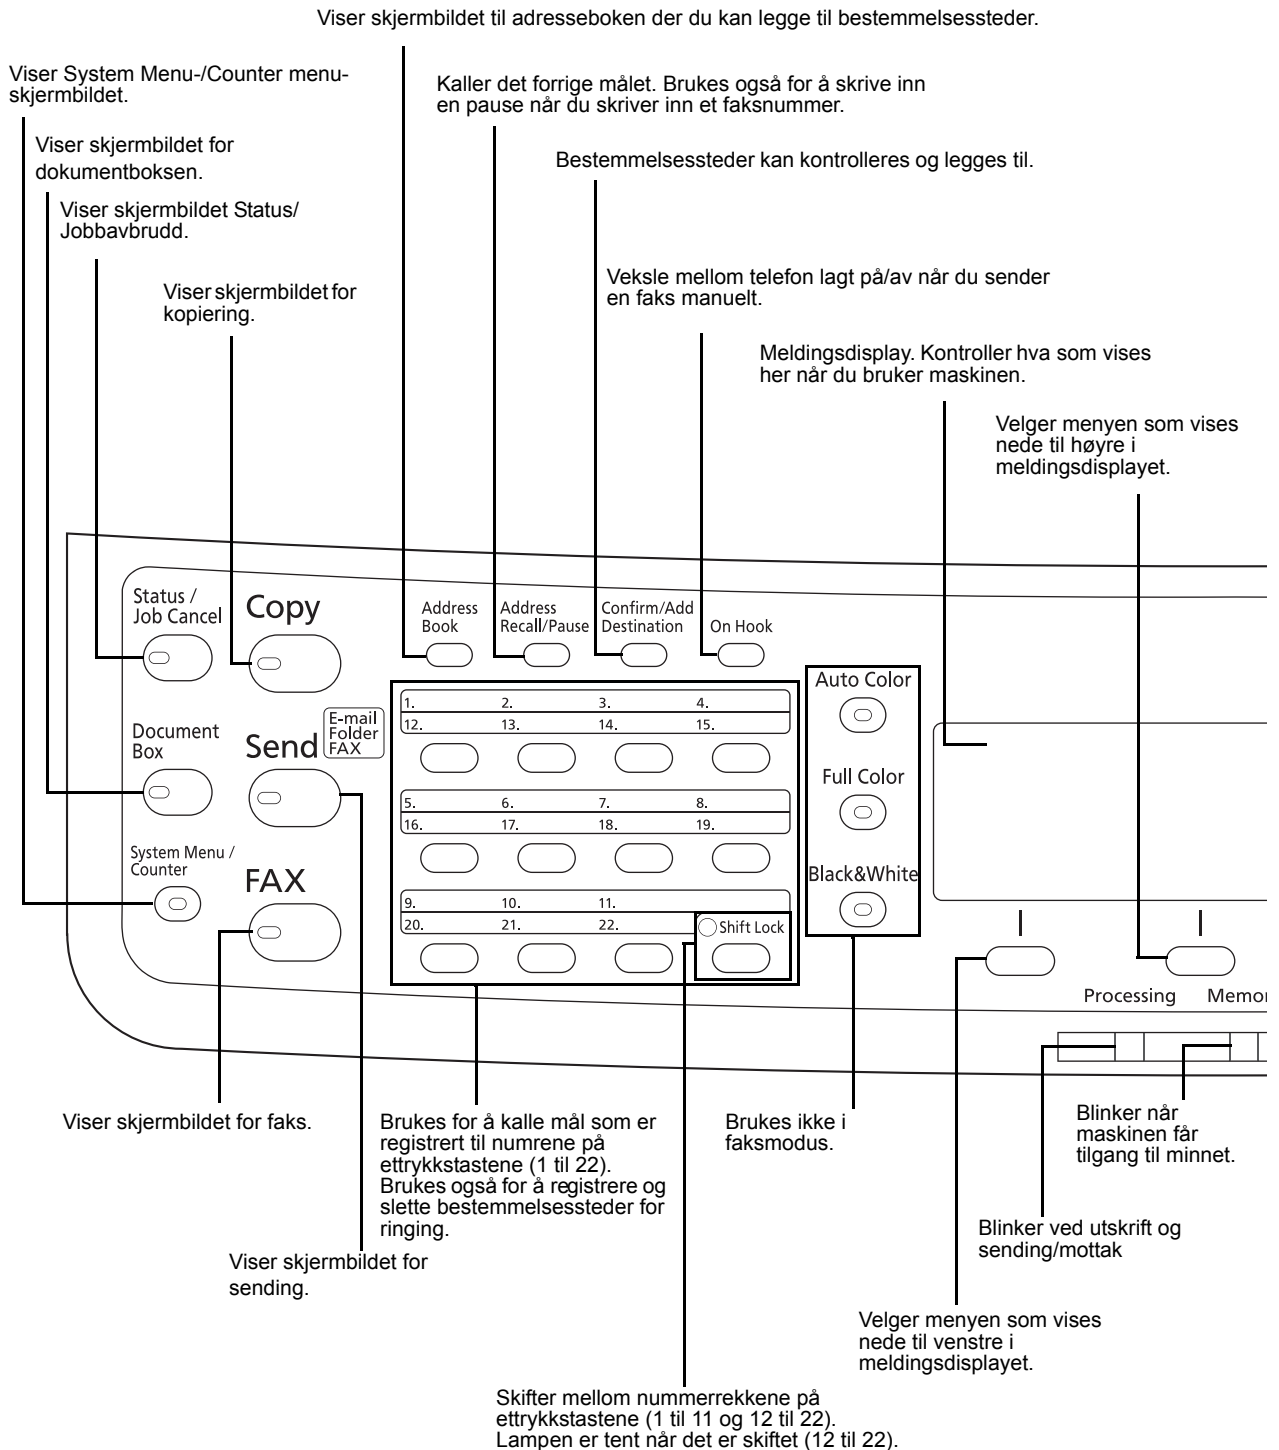 Viser skjermbildet til adresseboken der du kan legge til bestemmelsessteder.
Viser System Menu-/Counter menu-
skjermbildet.
Kaller det forrige målet. Brukes også for å skrive inn
en pause når du skriver inn et faksnummer.
Viser skjermbildet for
dokumentboksen.
Bestemmelsessteder kan kontrolleres og legges til.
Viser skjermbildet Status/
Jobbavbrudd.
Veksle mellom telefon lagt på/av når du sender
en faks manuelt.
Viser skjermbildet for
kopiering.
Meldingsdisplay. Kontroller hva som vises
her når du bruker maskinen.
Velger menyen som vises
nede til høyre i
meldingsdisplayet.
Status /
Job Cancel
Copy
Address
Book
Address
Recall/Pause
Confirm/Add
Destination
On Hook
Auto Color
1. 2. 3. 4.
12. 13. 14. 15.
Document
Box
Send
E-mail
Folder
FAX
Full Color
5. 6. 7. 8.
16. 17. 18. 19.
System Menu /
Counter
FAX
Black&White
9. 10. 11.
20. 21. 22.
Shift Lock
Processing Memor
Viser skjermbildet for faks.
Brukes for å kalle mål som er
registrert til numrene på
ettrykkstastene (1 til 22).
Brukes også for å registrere og
slette bestemmelsessteder for
ringing.
Brukes ikke i
faksmodus.
Blinker når
maskinen får
tilgang til minnet.
Blinker ved utskrift og
sending/mottak
Viser skjermbildet for
sending.
Velger menyen som vises
nede til venstre i
meldingsdisplayet.
Skifter mellom nummerrekkene på
ettrykkstastene (1 til 11 og 12 til 22).
Lampen er tent når det er skiftet (12 til 22).